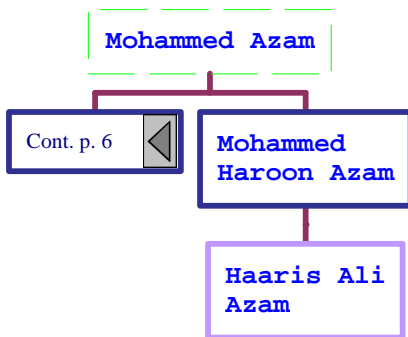 Mohammed Azam
Cont. p. 6
Mohammed
Haroon Azam
Haaris Ali
Azam